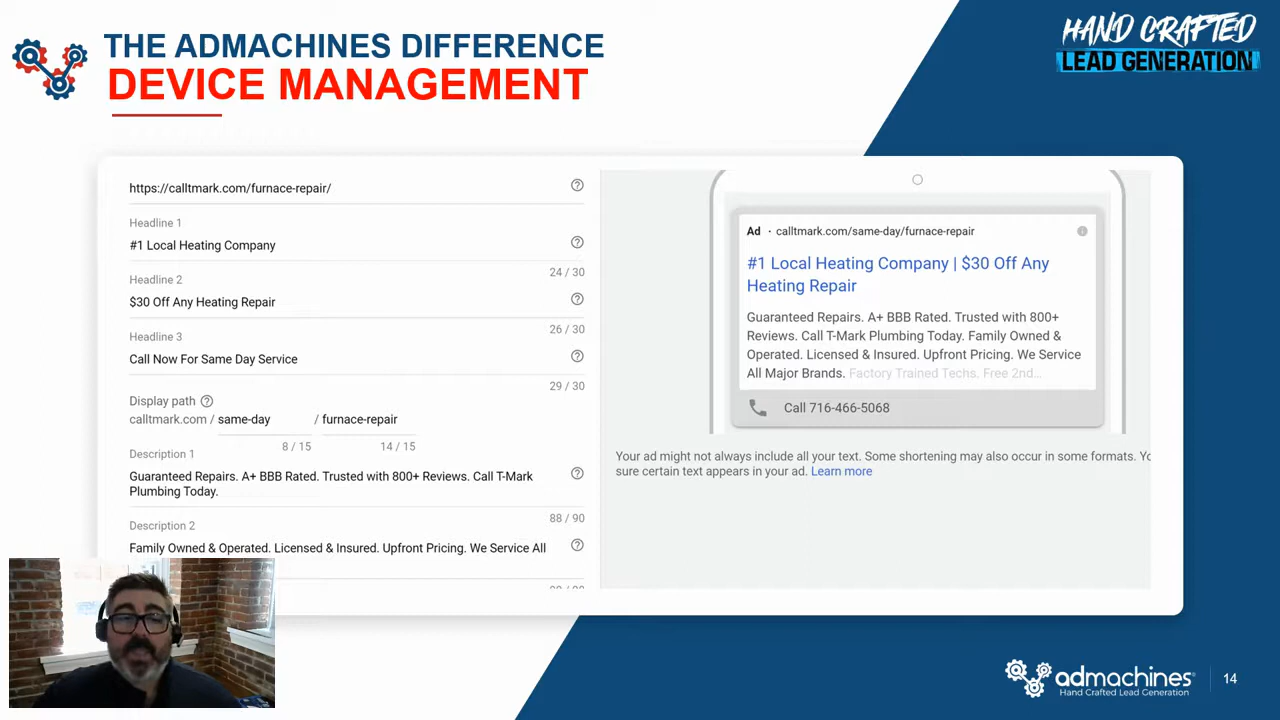 THE ADMACHINES DIFFERENCE
DEVICE MANAGEMENT
HAND CRAFTED
LEAD GENERATION
https://calltmark.com/furnace-repair/
Headline 1
#1 Local Heating Company
24 / 30
Headline 2
$30 Off Any Heating Repair
26 / 30
Headline 3
Call Now For Same Day Service
29 / 30
Display path
calltmark.com / same-day / furnace-repair
8 / 15 14 / 15
Description 1
Guaranteed Repairs. A+ BBB Rated. Trusted with 800+ Reviews. Call T-Mark
Plumbing Today.
88 / 90
Description 2
Family Owned & Operated. Licensed & Insured. Upfront Pricing. We Service All
Ad · calltmark.com/same-day/furnace-repair
#1 Local Heating Company | $30 Off Any
Heating Repair
Guaranteed Repairs. A+ BBB Rated. Trusted with 800+
Reviews. Call T-Mark Plumbing Today. Family Owned &
Operated. Licensed & Insured. Upfront Pricing. We Service
All Major Brands. Factory Trained Techs. Free 2nd...
Call 716-466-5068
Your ad might not always include all your text. Some shortening may also occur in some formats.
sure certain text appears in your ad. Learn more
admachines
Hand Crafted Lead Generation
14